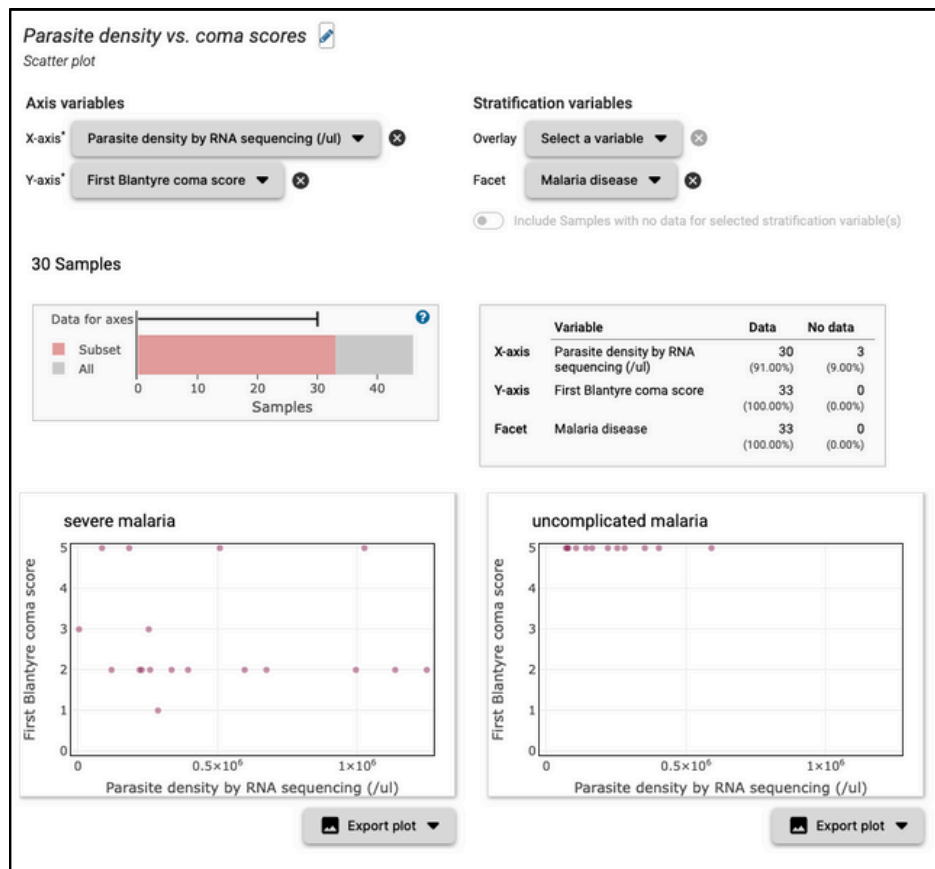 Parasite density vs. coma scores
Scatter plot
Axis variables
X-axis* Parasite density by RNA sequencing (/ul)
Y-axis* First Blantyre coma score
Stratification variables
Overlay Select a variable
Facet Malaria disease
Include Samples with no data for selected stratification variable(s)
30 Samples
Data for axes
?
Subset
All
0 10 20 30 40
Samples
Variable Data No data
X-axis Parasite density by RNA 30 3
sequencing (/ul) (91.00%) (9.00%)
Y-axis First Blantyre coma score 33 0
(100.00%) (0.00%)
Facet Malaria disease 33 0
(100.00%) (0.00%)
severe malaria
First Blantyre coma score
5
4
3
2
1
0
0 0.5×10⁶ 1×10⁶
Parasite density by RNA sequencing (/ul)
Export plot
uncomplicated malaria
First Blantyre coma score
5
4
3
2
1
0
0 0.5×10⁶ 1×10⁶
Parasite density by RNA sequencing (/ul)
Export plot